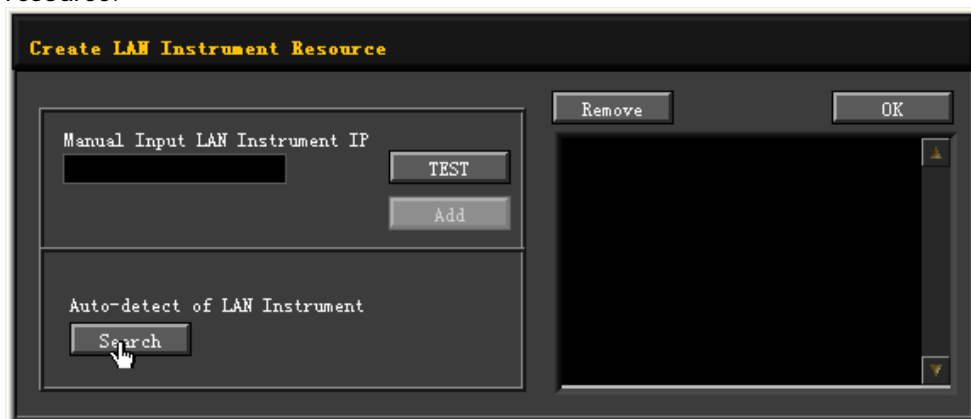 resource.
Create LAN Instrument Resource
Remove
OK
Manual Input LAN Instrument IP
TEST
Add
Auto-detect of LAN Instrument
Search